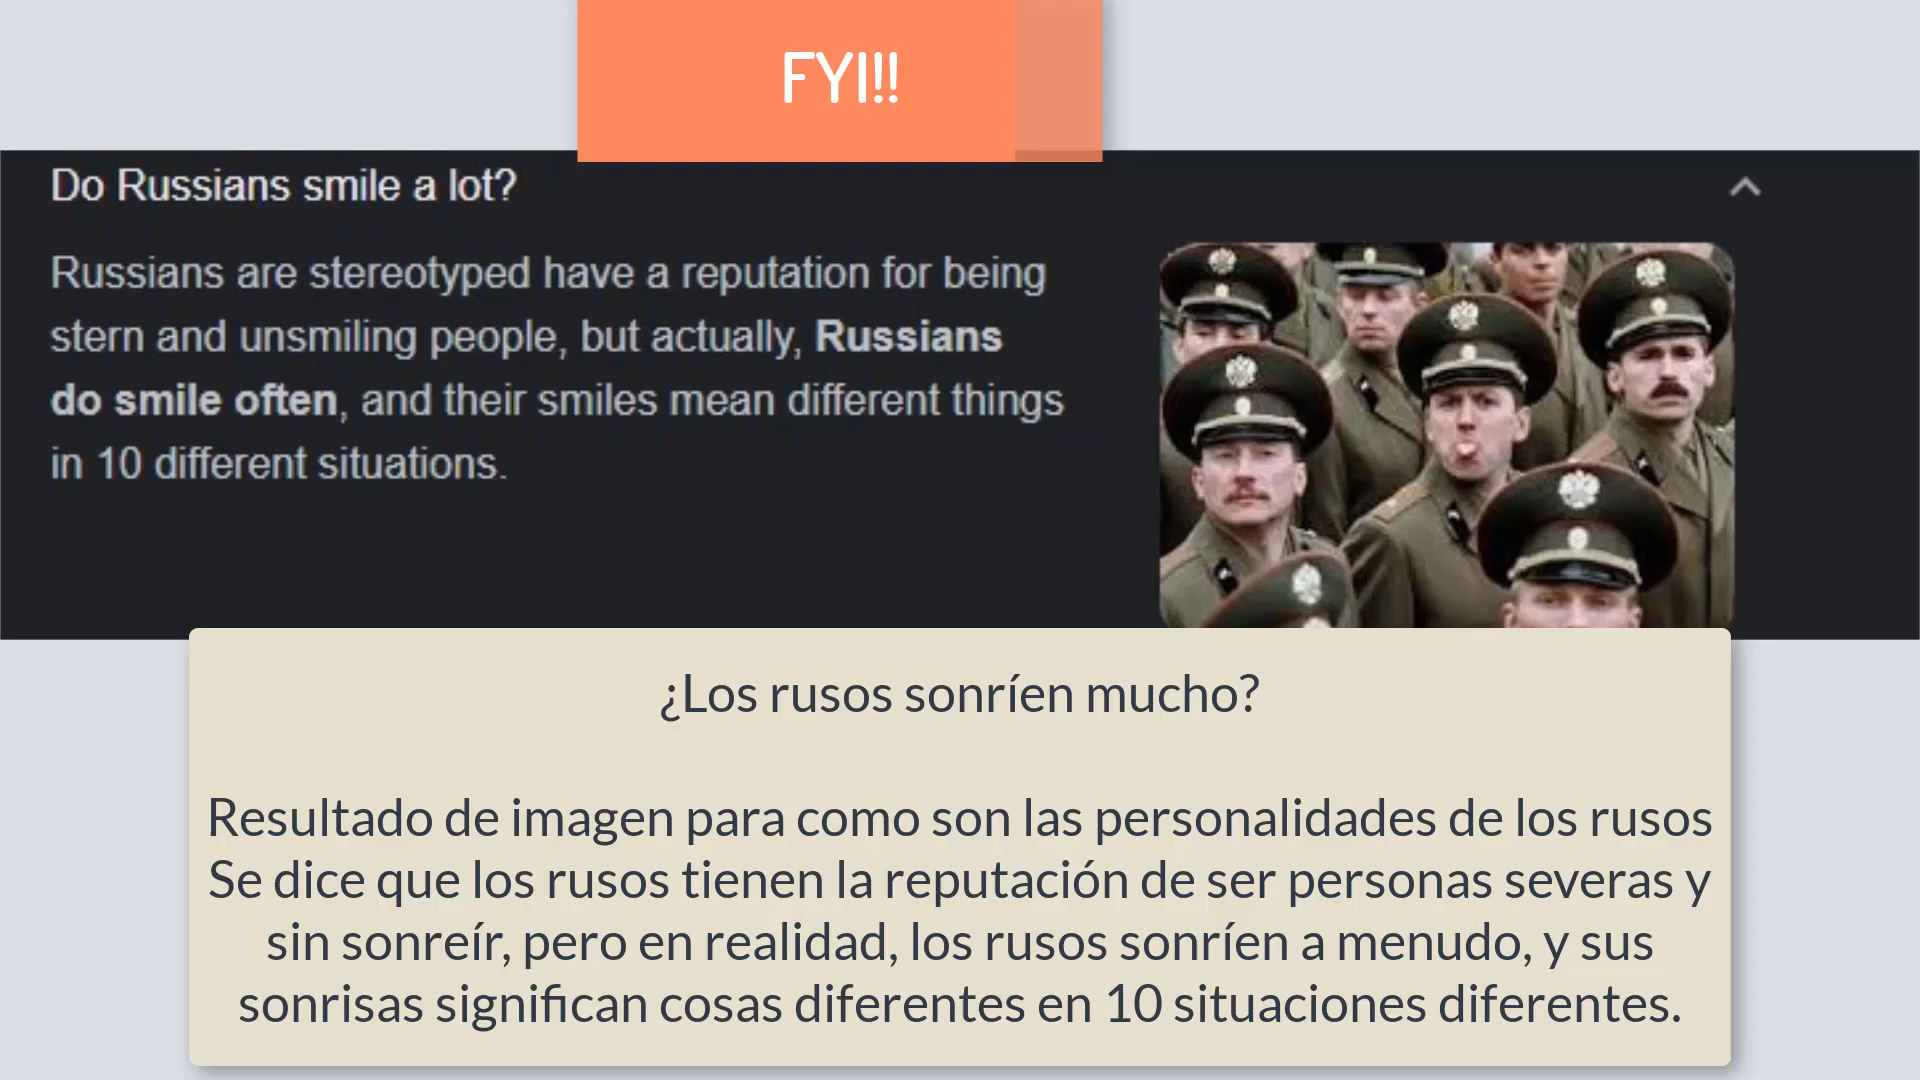 FYI!!
Do Russians smile a lot?
Russians are stereotyped have a reputation for being
stern and unsmiling people, but actually, Russians
do smile often, and their smiles mean different things
in 10 different situations.
¿Los rusos sonríen mucho?
Resultado de imagen para como son las personalidades de los rusos
Se dice que los rusos tienen la reputación de ser personas severas y
sin sonreír, pero en realidad, los rusos sonríen a menudo, y sus
sonrisas significan cosas diferentes en 10 situaciones diferentes.